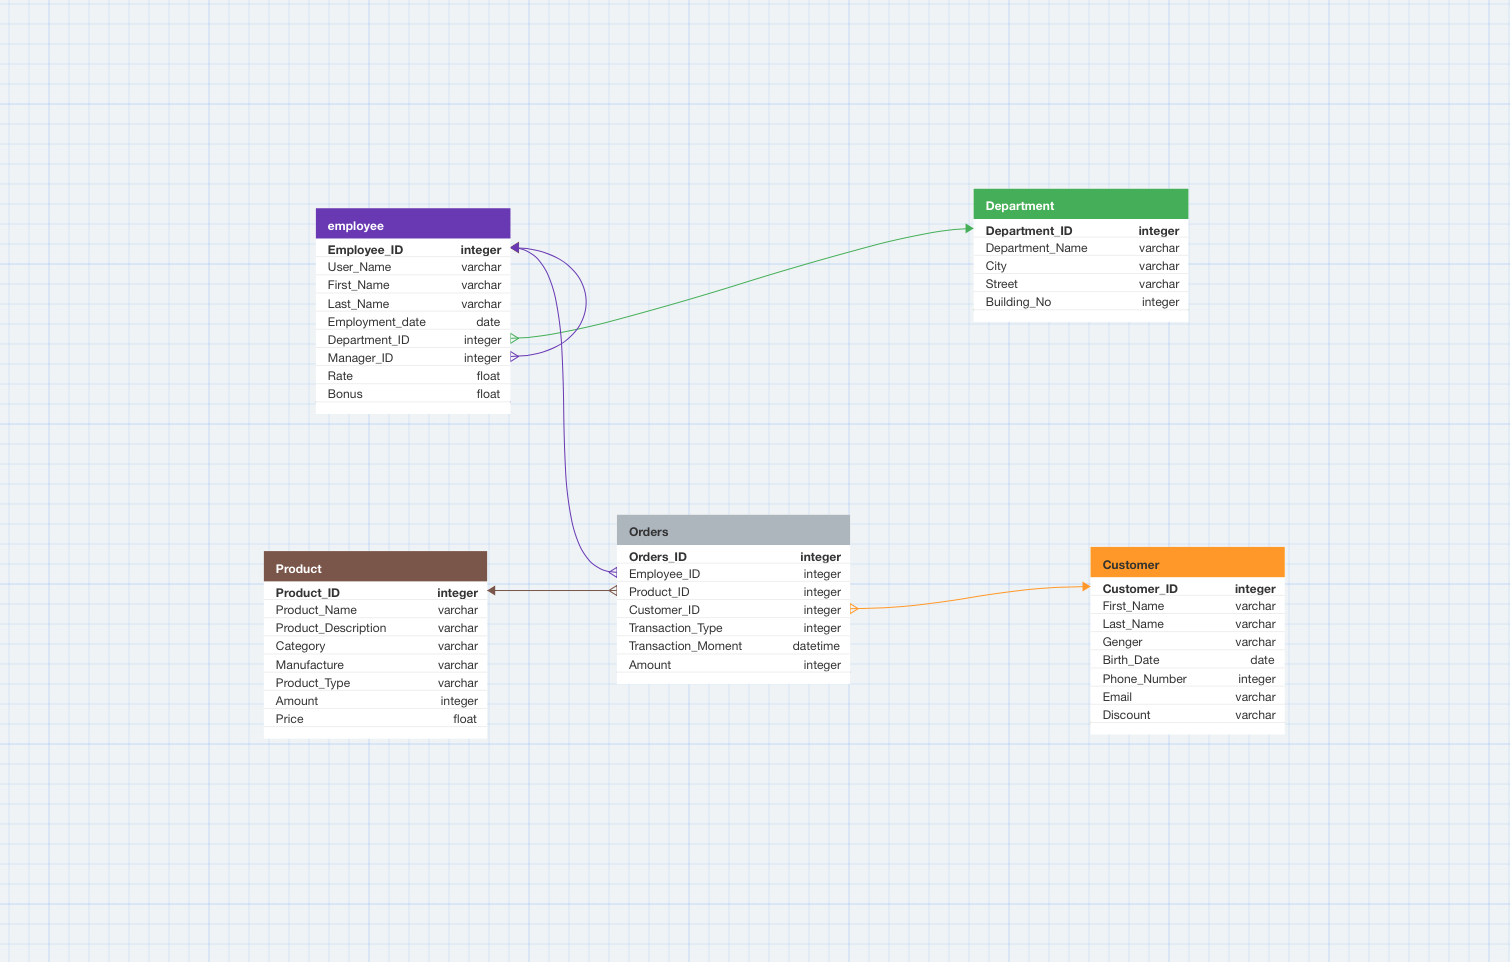 employee
Employee_ID integer
User_Name varchar
First_Name varchar
Last_Name varchar
Employment_date date
Department_ID integer
Manager_ID integer
Rate float
Bonus float
Department
Department_ID integer
Department_Name varchar
City varchar
Street varchar
Building_No integer
Product
Product_ID integer
Product_Name varchar
Product_Description varchar
Category varchar
Manufacture varchar
Product_Type varchar
Amount integer
Price float
Orders
Orders_ID integer
Employee_ID integer
Product_ID integer
Customer_ID integer
Transaction_Type integer
Transaction_Moment datetime
Amount integer
Customer
Customer_ID integer
First_Name varchar
Last_Name varchar
Genger varchar
Birth_Date date
Phone_Number integer
Email varchar
Discount varchar